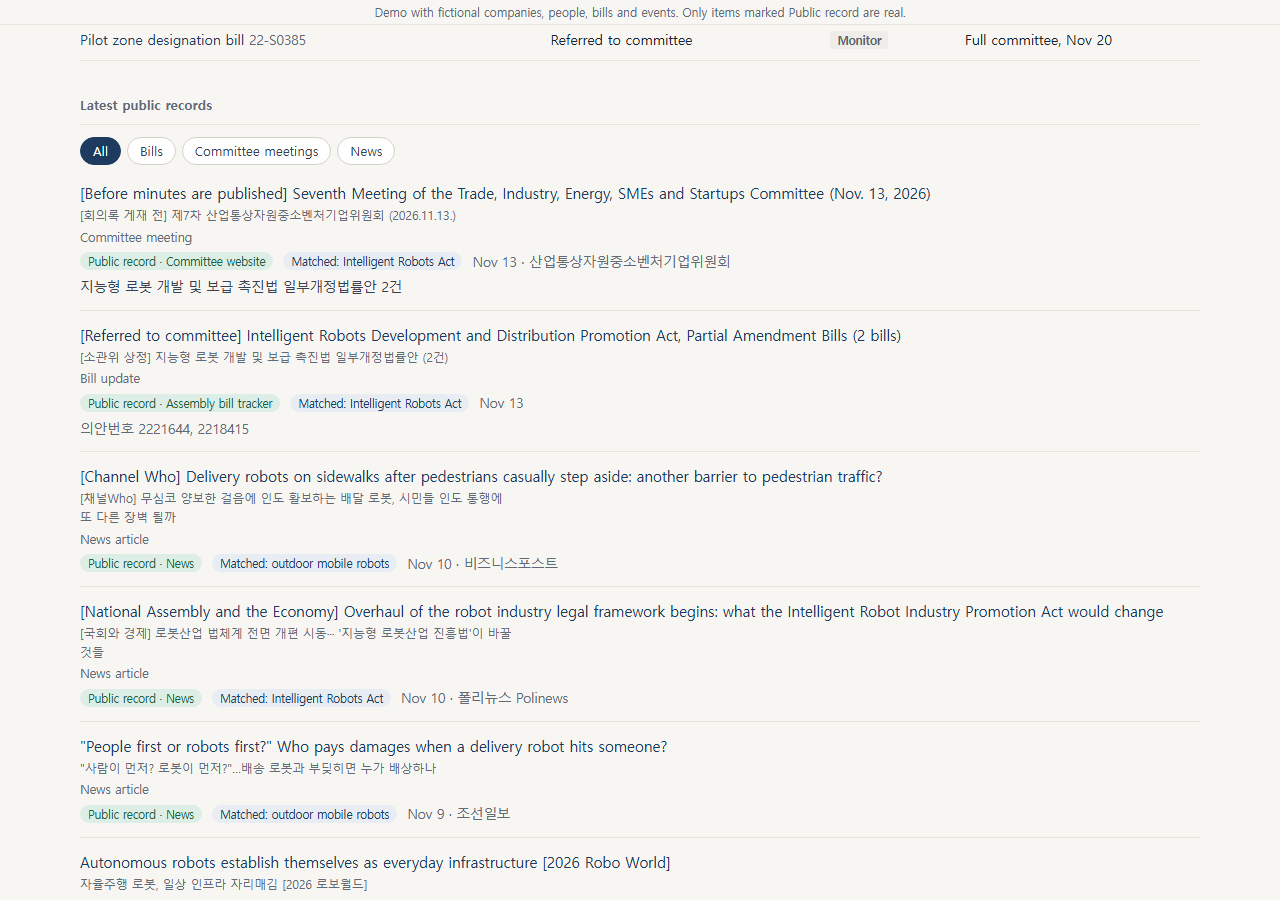 Demo with fictional companies, people, bills and events. Only items marked Public record are real.
Pilot zone designation bill 22-S0385 Referred to committee Monitor Full committee, Nov 20
Latest public records
All Bills Committee meetings News
[Before minutes are published] Seventh Meeting of the Trade, Industry, Energy, SMEs and Startups Committee (Nov. 13, 2026)
[회의록 게재 전] 제7차 산업통상자원중소벤처기업위원회 (2026.11.13.)
Committee meeting
Public record · Committee website Matched: Intelligent Robots Act Nov 13 · 산업통상자원중소벤처기업위원회
지능형 로봇 개발 및 보급 촉진법 일부개정법률안 2건
[Referred to committee] Intelligent Robots Development and Distribution Promotion Act, Partial Amendment Bills (2 bills)
[소관위 상정] 지능형 로봇 개발 및 보급 촉진법 일부개정법률안 (2건)
Bill update
Public record · Assembly bill tracker Matched: Intelligent Robots Act Nov 13
의안번호 2221644, 2218415
[Channel Who] Delivery robots on sidewalks after pedestrians casually step aside: another barrier to pedestrian traffic?
[채널Who] 무심코 양보한 걸음에 인도 활보하는 배달 로봇, 시민들 인도 통행에
또 다른 장벽 될까
News article
Public record · News Matched: outdoor mobile robots Nov 10 · 비즈니스포스트
[National Assembly and the Economy] Overhaul of the robot industry legal framework begins: what the Intelligent Robot Industry Promotion Act would change
[국회와 경제] 로봇산업 법체계 전면 개편 시동… '지능형 로봇산업 진흥법'이 바꿀
것들
News article
Public record · News Matched: Intelligent Robots Act Nov 10 · 폴리뉴스 Polinews
"People first or robots first?" Who pays damages when a delivery robot hits someone?
"사람이 먼저? 로봇이 먼저?"...배송 로봇과 부딪히면 누가 배상하나
News article
Public record · News Matched: outdoor mobile robots Nov 9 · 조선일보
Autonomous robots establish themselves as everyday infrastructure [2026 Robo World]
자율주행 로봇, 일상 인프라 자리매김 [2026 로보월드]